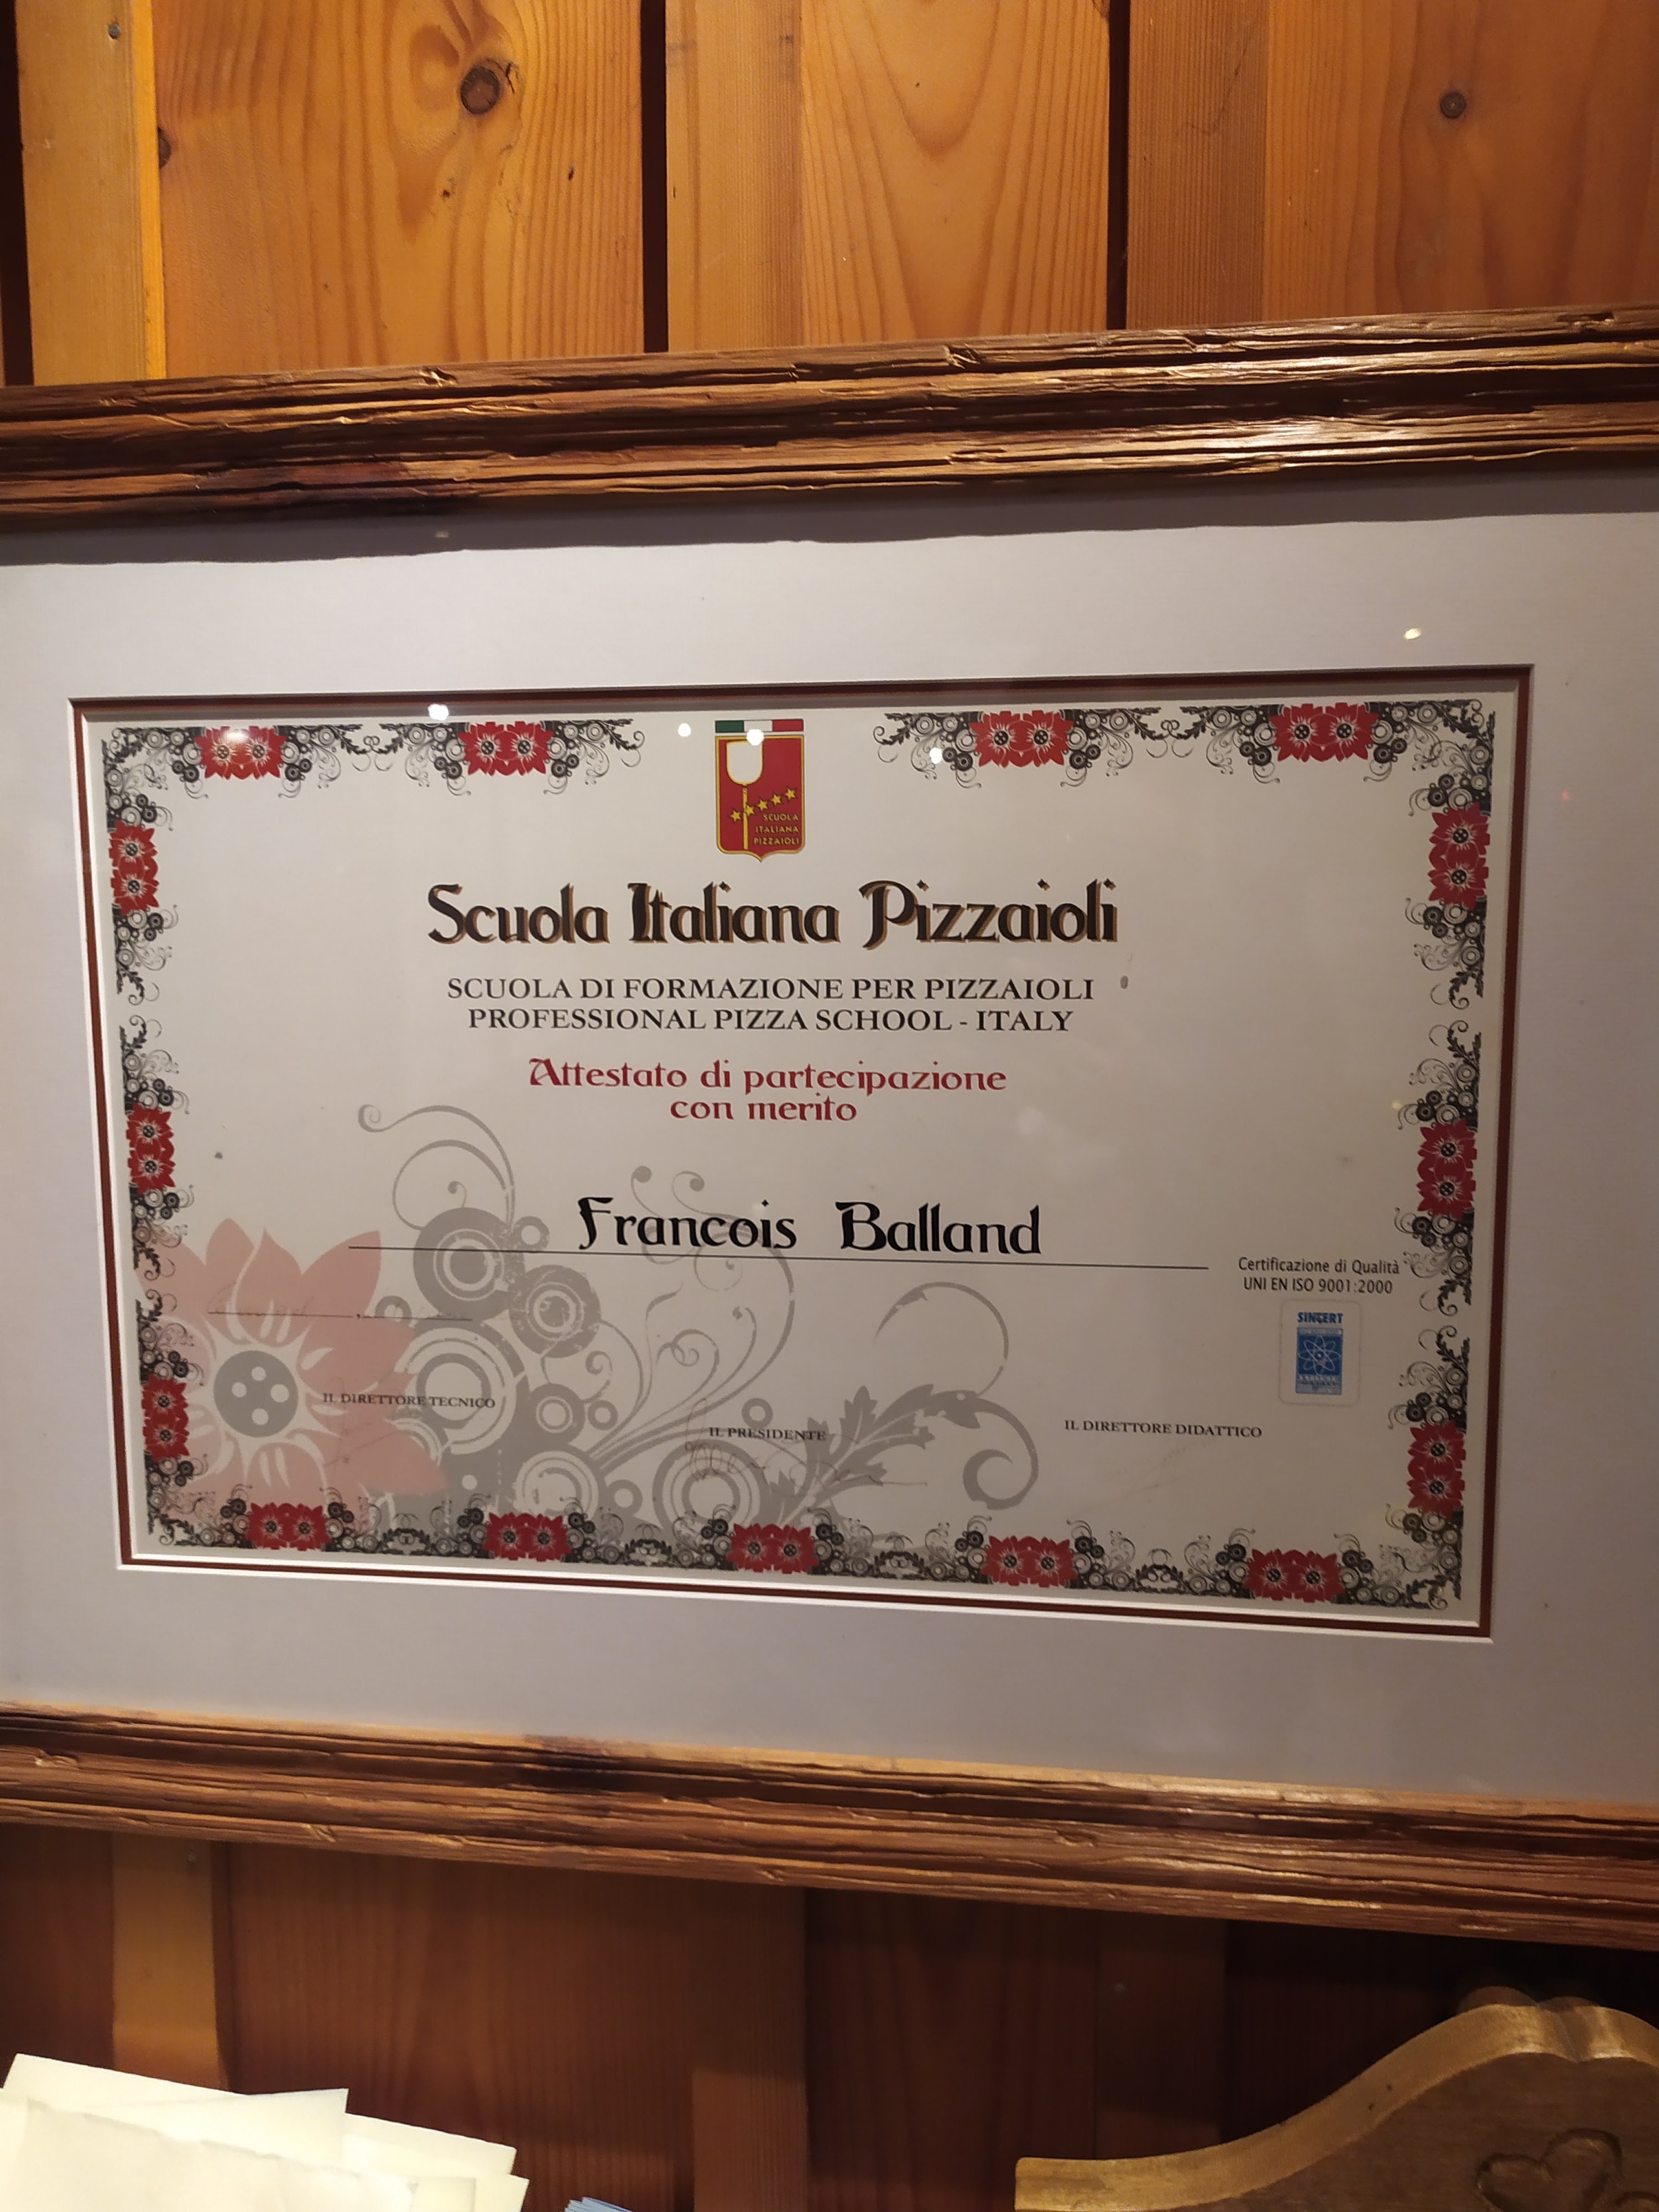 SCUOLA
ITALIANA
PIZZAIOLI
Scuola Italiana Pizzaioli
SCUOLA DI FORMAZIONE PER PIZZAIOLI
PROFESSIONAL PIZZA SCHOOL - ITALY
Attestato di partecipazione
con merito
Francois Balland
Certificazione di Qualità
UNI EN ISO 9001:2000
SINCERT
IL DIRETTORE TECNICO
IL PRESIDENTE
IL DIRETTORE DIDATTICO